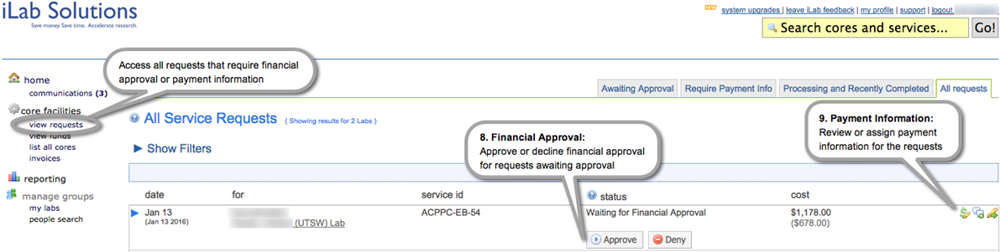 iLab Solutions
Save money. Save time. Accelerate research.
system upgrades | leave iLab feedback | my profile | support | logout
Search cores and services... Go!
Access all requests that require financial
approval or payment information
home
communications (3)
core facilities
view requests
view funds
list all cores
invoices
reporting
manage groups
my labs
people search
Awaiting Approval Require Payment Info Processing and Recently Completed All requests
All Service Requests ( Showing results for 2 Labs )
Show Filters
8. Financial Approval:
Approve or decline financial approval
for requests awaiting approval
9. Payment Information:
Review or assign payment
information for the requests
date for service id status cost
Jan 13 ACPPC-EB-54 Waiting for Financial Approval $1,178.00
(Jan 13 2016) (UTSW) Lab ($678.00)
Approve Deny